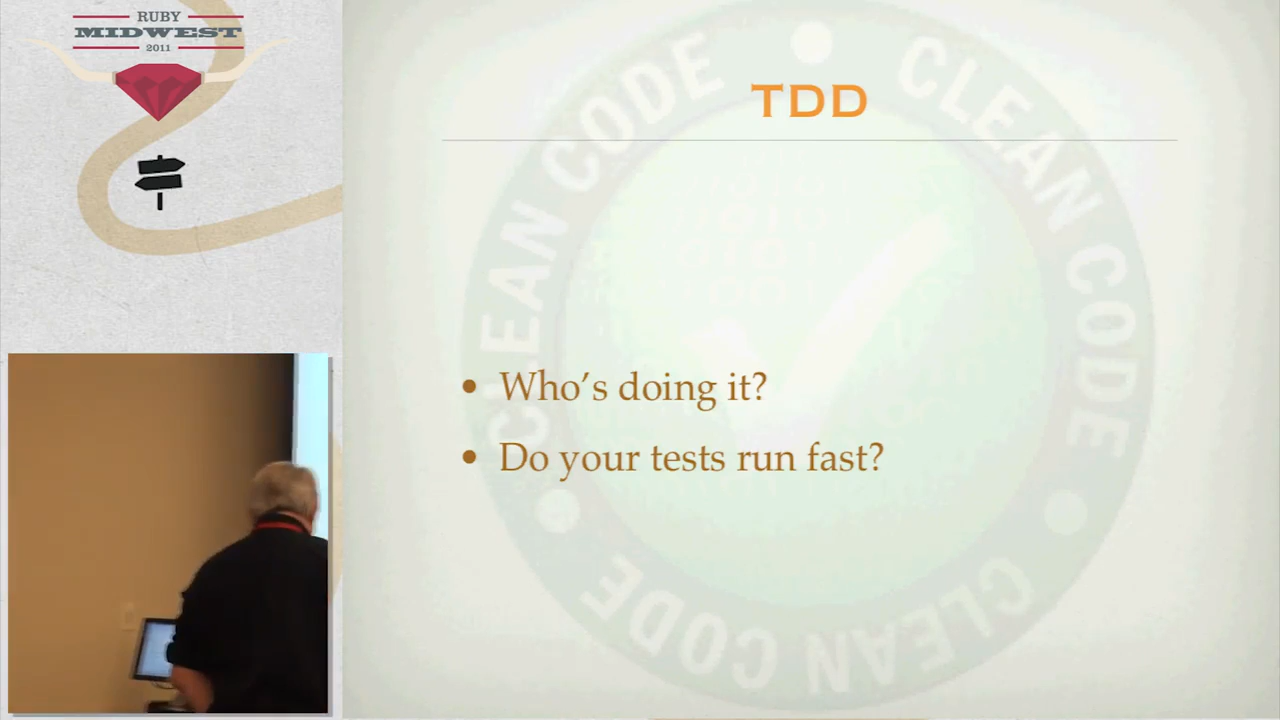 RUBY
MIDWEST
2011
TDD
CLEAN CODE • CLEAN CODE • CLEAN CODE •
• Who's doing it?
• Do your tests run fast?